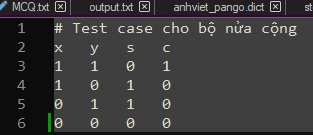 MCQ.txt output.txt anhviet_pango.dict st
1 # Test case cho bộ nửa cộng
2 x y s c
3 1 1 0 1
4 1 0 1 0
5 0 1 1 0
6 0 0 0 0